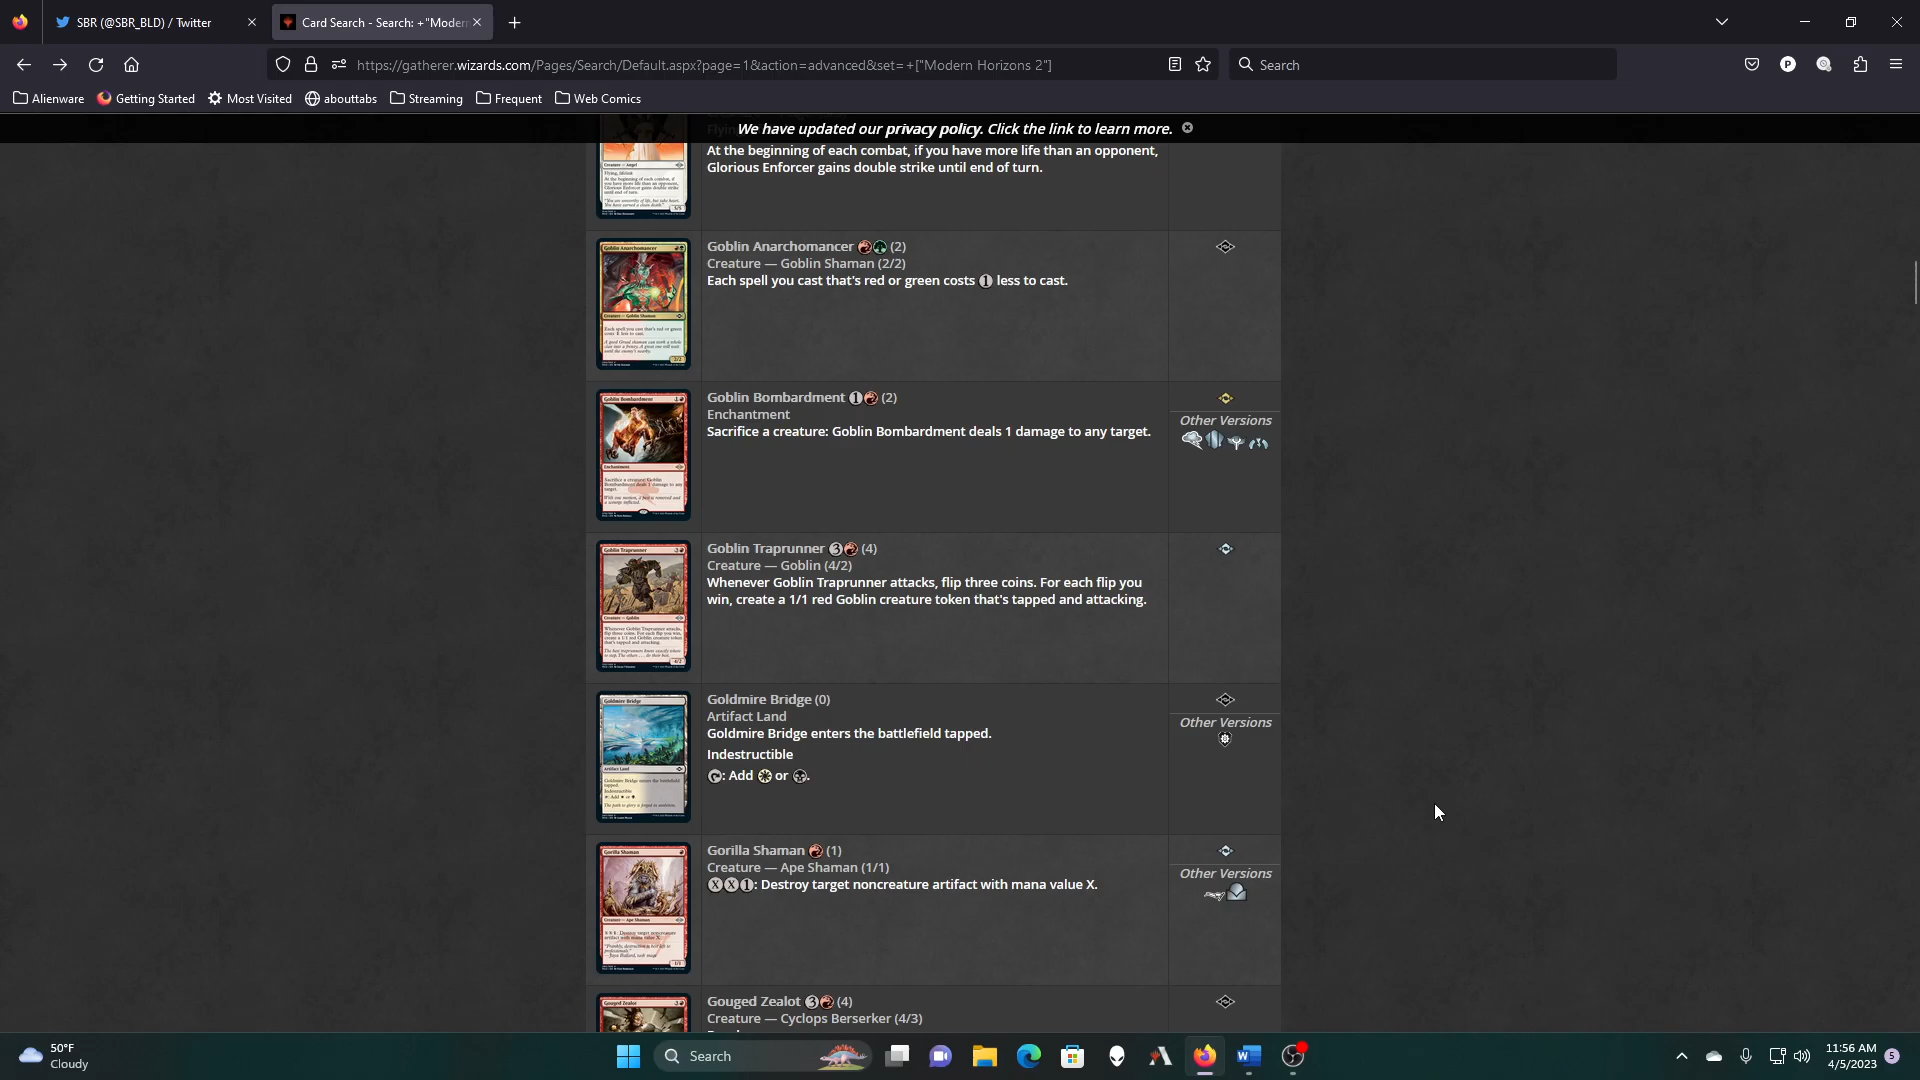 SBR (@SBR_BLD) / Twitter
Card Search - Search: +"Modern
https://gatherer.wizards.com/Pages/Search/Default.aspx?page=1&action=advanced&set=+["Modern Horizons 2"]
Search
Alienware
Getting Started
Most Visited
abouttabs
Streaming
Frequent
Web Comics
We have updated our privacy policy. Click the link to learn more.
At the beginning of each combat, if you have more life than an opponent,
Glorious Enforcer gains double strike until end of turn.
Goblin Anarchomancer (2)
Creature — Goblin Shaman (2/2)
Each spell you cast that's red or green costs 1 less to cast.
Goblin Bombardment 1 (2)
Enchantment
Sacrifice a creature: Goblin Bombardment deals 1 damage to any target.
Other Versions
Goblin Traprunner 3 (4)
Creature — Goblin (4/2)
Whenever Goblin Traprunner attacks, flip three coins. For each flip you
win, create a 1/1 red Goblin creature token that's tapped and attacking.
Goldmire Bridge (0)
Artifact Land
Goldmire Bridge enters the battlefield tapped.
Indestructible
: Add or .
Other Versions
Gorilla Shaman (1)
Creature — Ape Shaman (1/1)
X X 1: Destroy target noncreature artifact with mana value X.
Other Versions
Gouged Zealot 3 (4)
Creature — Cyclops Berserker (4/3)
50°F
Cloudy
Search
11:56 AM
4/5/2023
5